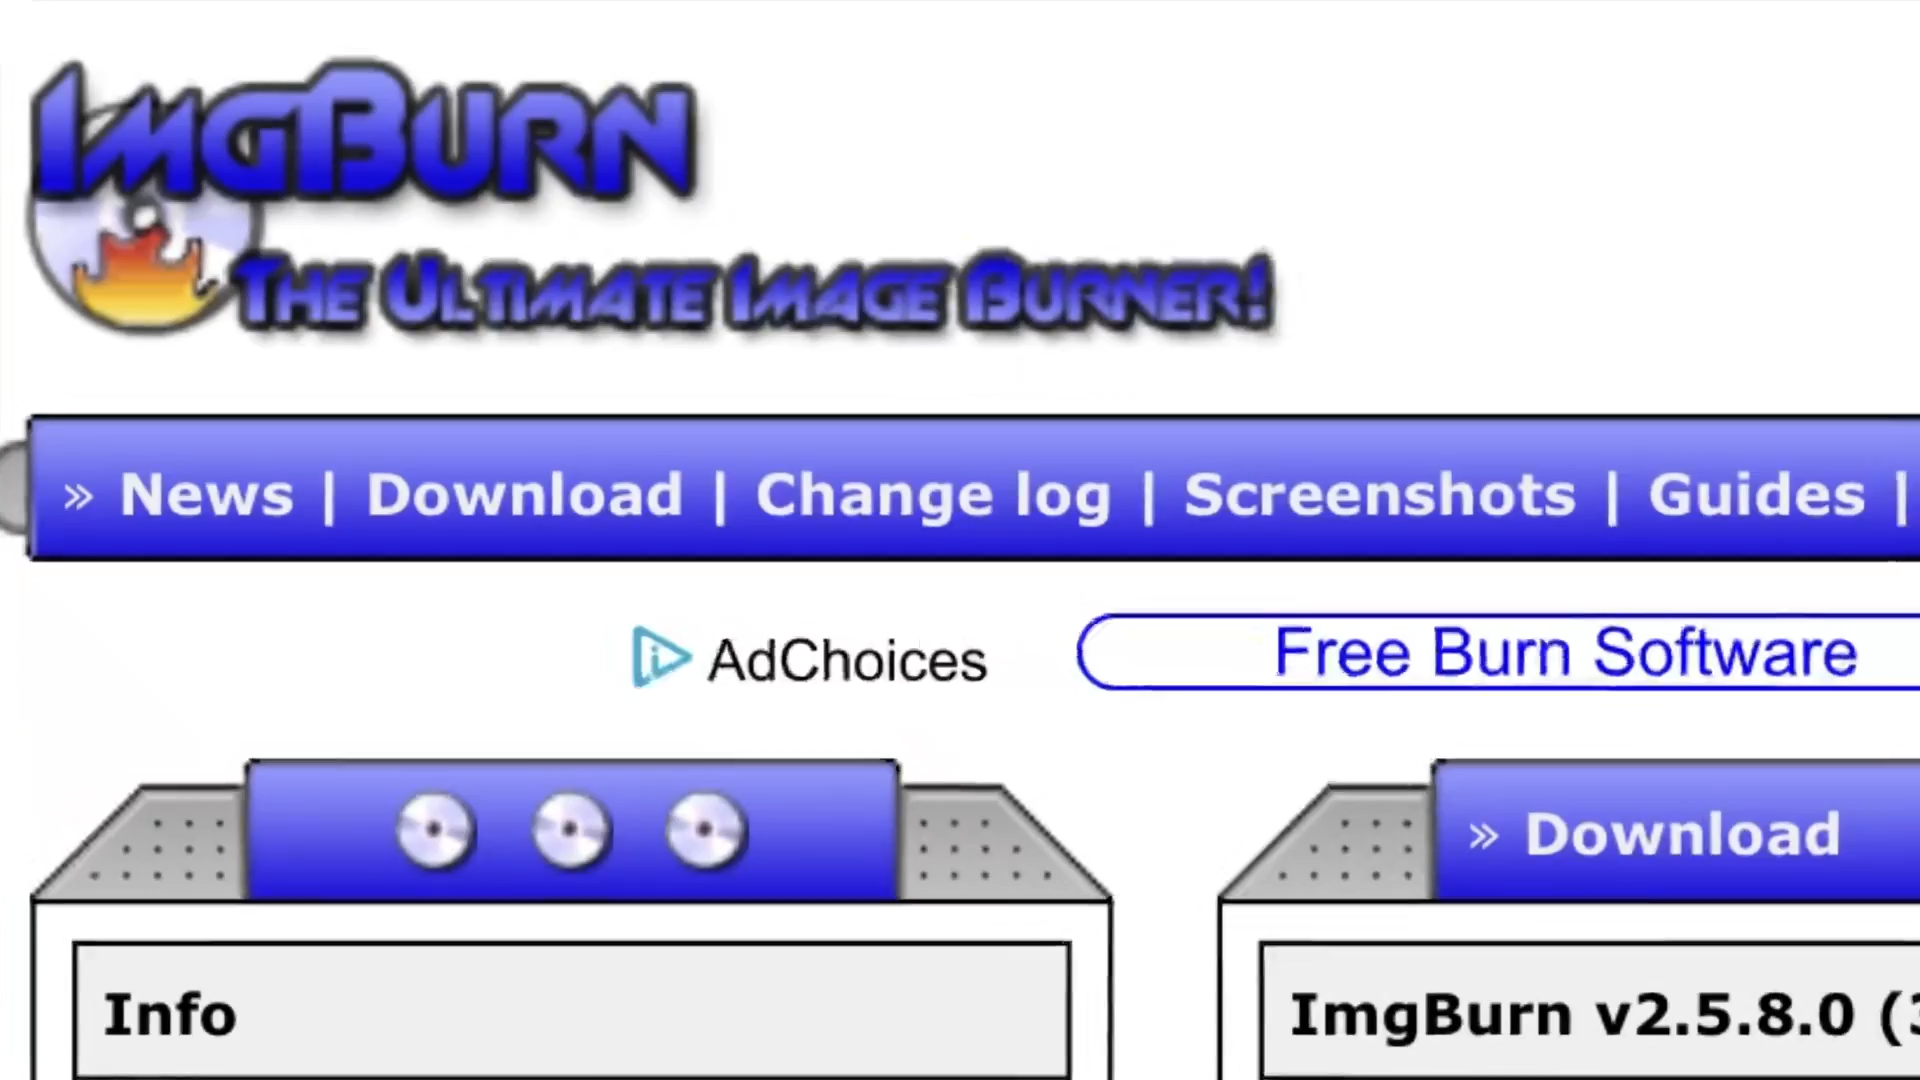 ImgBurn
The Ultimate Image Burner!
» News | Download | Change log | Screenshots | Guides |
AdChoices
Free Burn Software
» Download
Info
ImgBurn v2.5.8.0 (